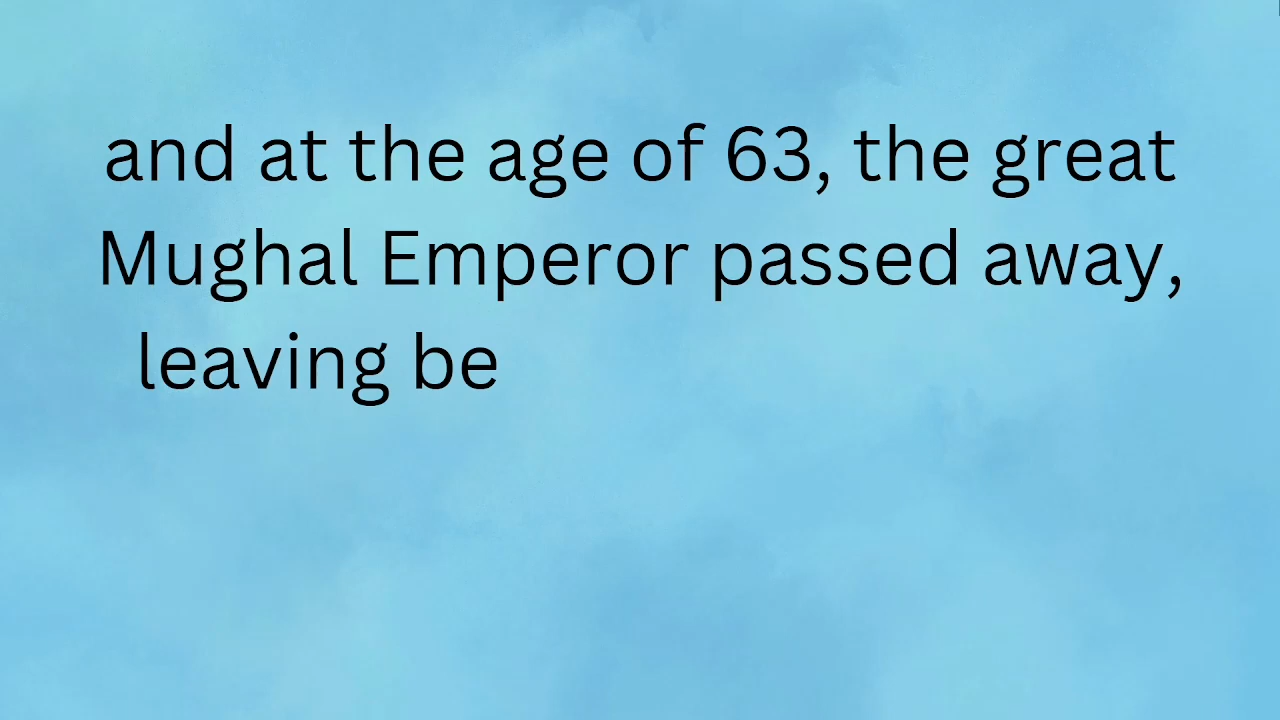 and at the age of 63, the great
Mughal Emperor passed away,
leaving be